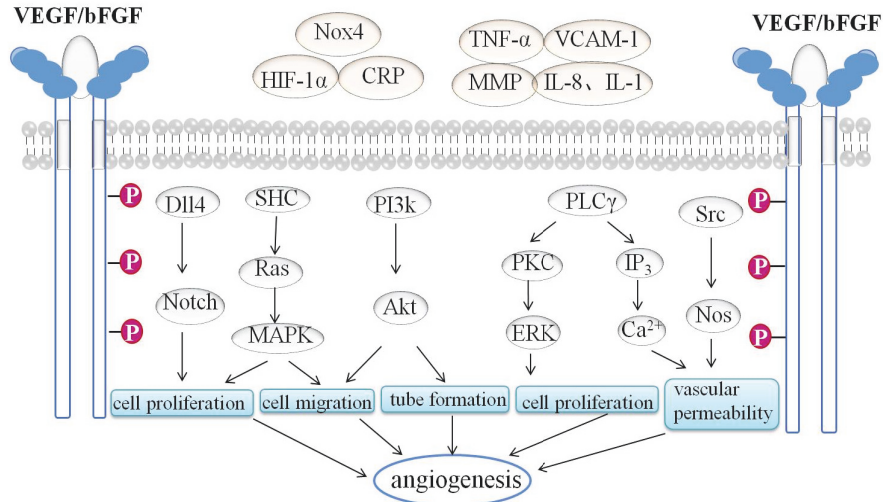 VEGF/bFGF
VEGF/bFGF
Nox4
HIF-1α
CRP
TNF-α
VCAM-1
MMP
IL-8、IL-1
P
P
P
P
P
P
Dll4
SHC
PI3k
PLCγ
Src
Ras
PKC
IP₃
Notch
Akt
Nos
MAPK
ERK
Ca²⁺
cell proliferation
cell migration
tube formation
cell proliferation
vascular
permeability
angiogenesis